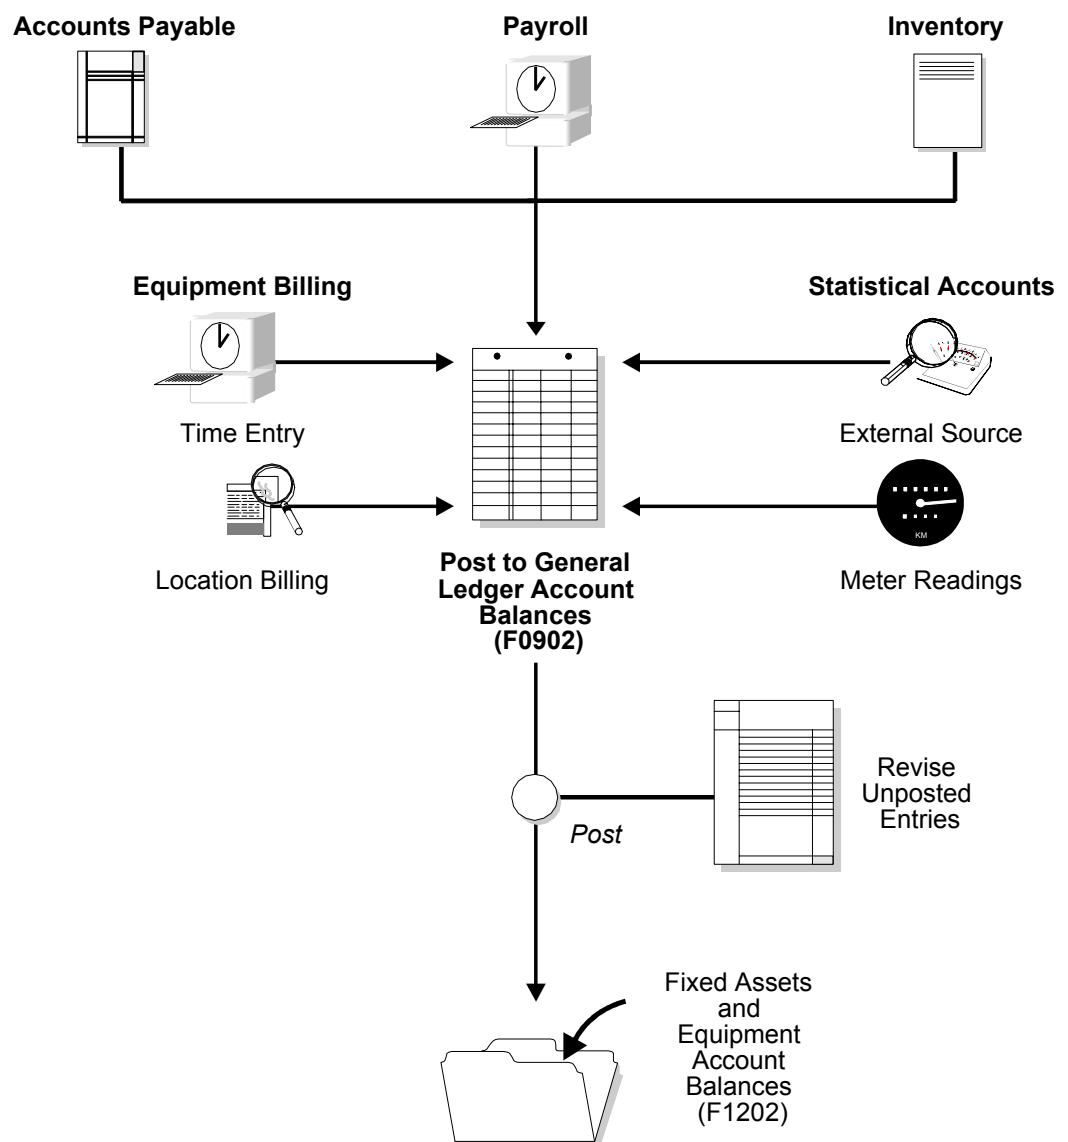 Accounts Payable
Payroll
Inventory
Equipment Billing
Statistical Accounts
Time Entry
External Source
Location Billing
KM
Meter Readings
Post to General
Ledger Account
Balances
(F0902)
Revise
Unposted
Entries
Post
Fixed Assets
and
Equipment
Account
Balances
(F1202)